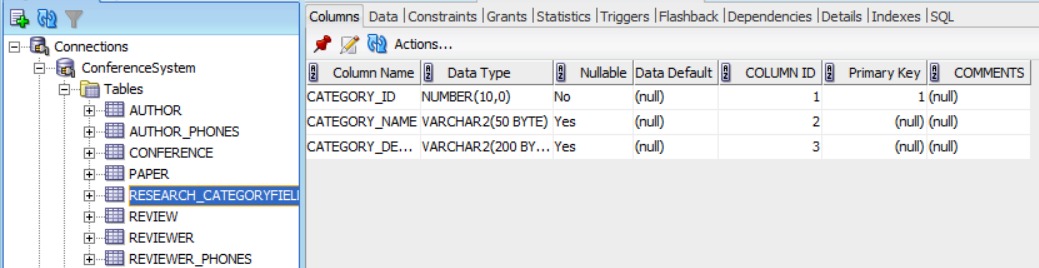 Connections
ConferenceSystem
Tables
AUTHOR
AUTHOR_PHONES
CONFERENCE
PAPER
RESEARCH_CATEGORYFIEL
REVIEW
REVIEWER
REVIEWER_PHONES
Columns Data Constraints Grants Statistics Triggers Flashback Dependencies Details Indexes SQL
Actions...
Column Name Data Type Nullable Data Default COLUMN ID Primary Key COMMENTS
CATEGORY_ID NUMBER(10,0) No (null) 1 1 (null)
CATEGORY_NAME VARCHAR2(50 BYTE) Yes (null) 2 (null) (null)
CATEGORY_DE... VARCHAR2(200 BY... Yes (null) 3 (null) (null)